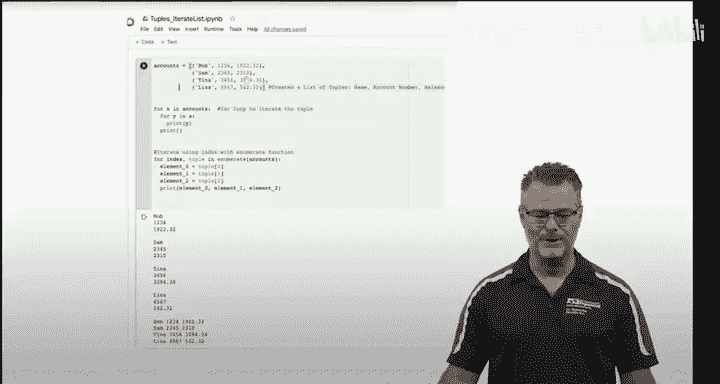 Tuples_IterateList.ipynb
File Edit View Insert Runtime Tools Help All changes saved
+ Code + Text
accounts = [('Bob', 1234, 1922.32),
('Sam', 2345, 2310),
('Tina', 3456, 3294.36),
('Lisa', 4567, 562.32)] #Creates a List of Tuples: Name, Account Number, Balance
for x in accounts: #for loop to iterate the tuple
for y in x:
print(y)
print()
#Iterate using index with enumerate function
for index, tuple in enumerate(accounts):
element_0 = tuple[0]
element_1 = tuple[1]
element_2 = tuple[2]
print(element_0, element_1, element_2)
Bob
1234
1922.32
Sam
2345
2310
Tina
3456
3294.36
Lisa
4567
562.32
Bob 1234 1922.32
Sam 2345 2310
Tina 3456 3294.36
Lisa 4567 562.32